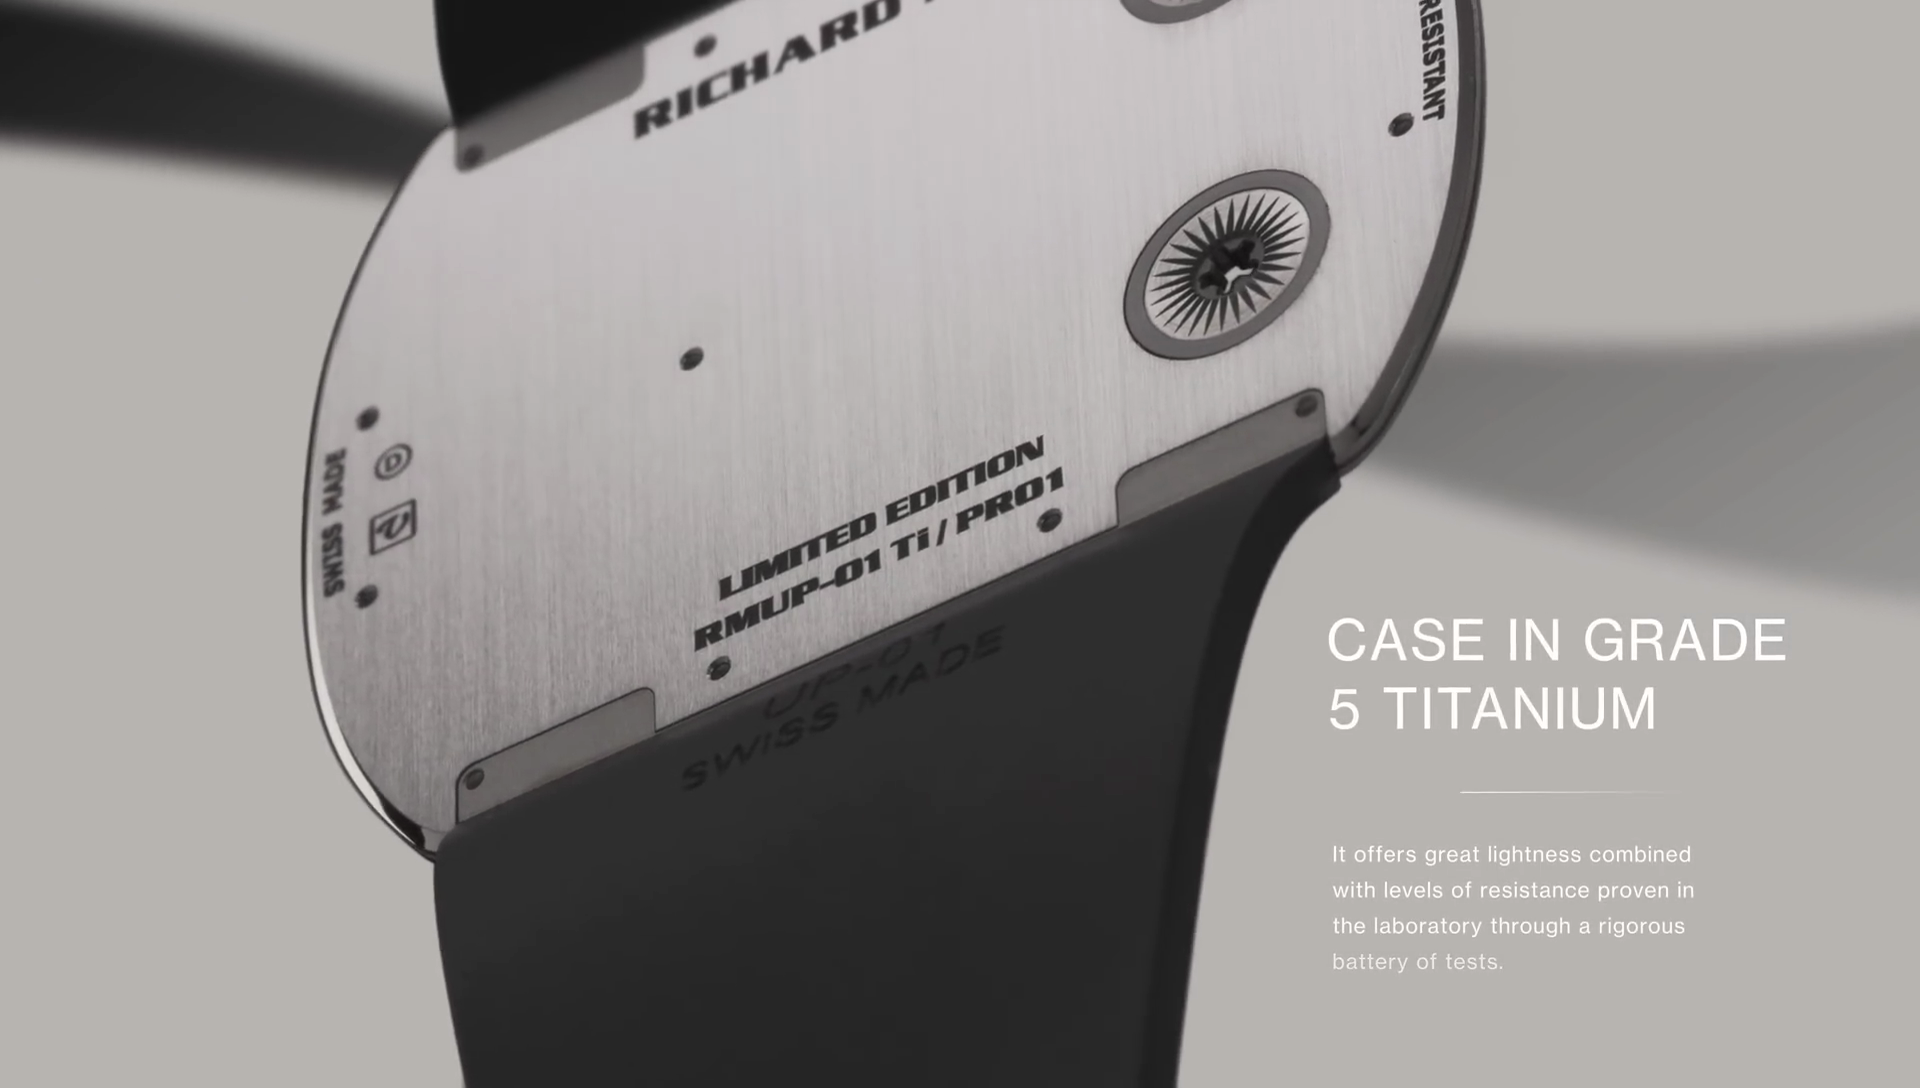 RICHARD
RESISTANT
SWISS MADE
D
LIMITED EDITION
RMUP-01 Ti / PR01
UP-01
SWISS MADE
CASE IN GRADE
5 TITANIUM
It offers great lightness combined
with levels of resistance proven in
the laboratory through a rigorous
battery of tests.